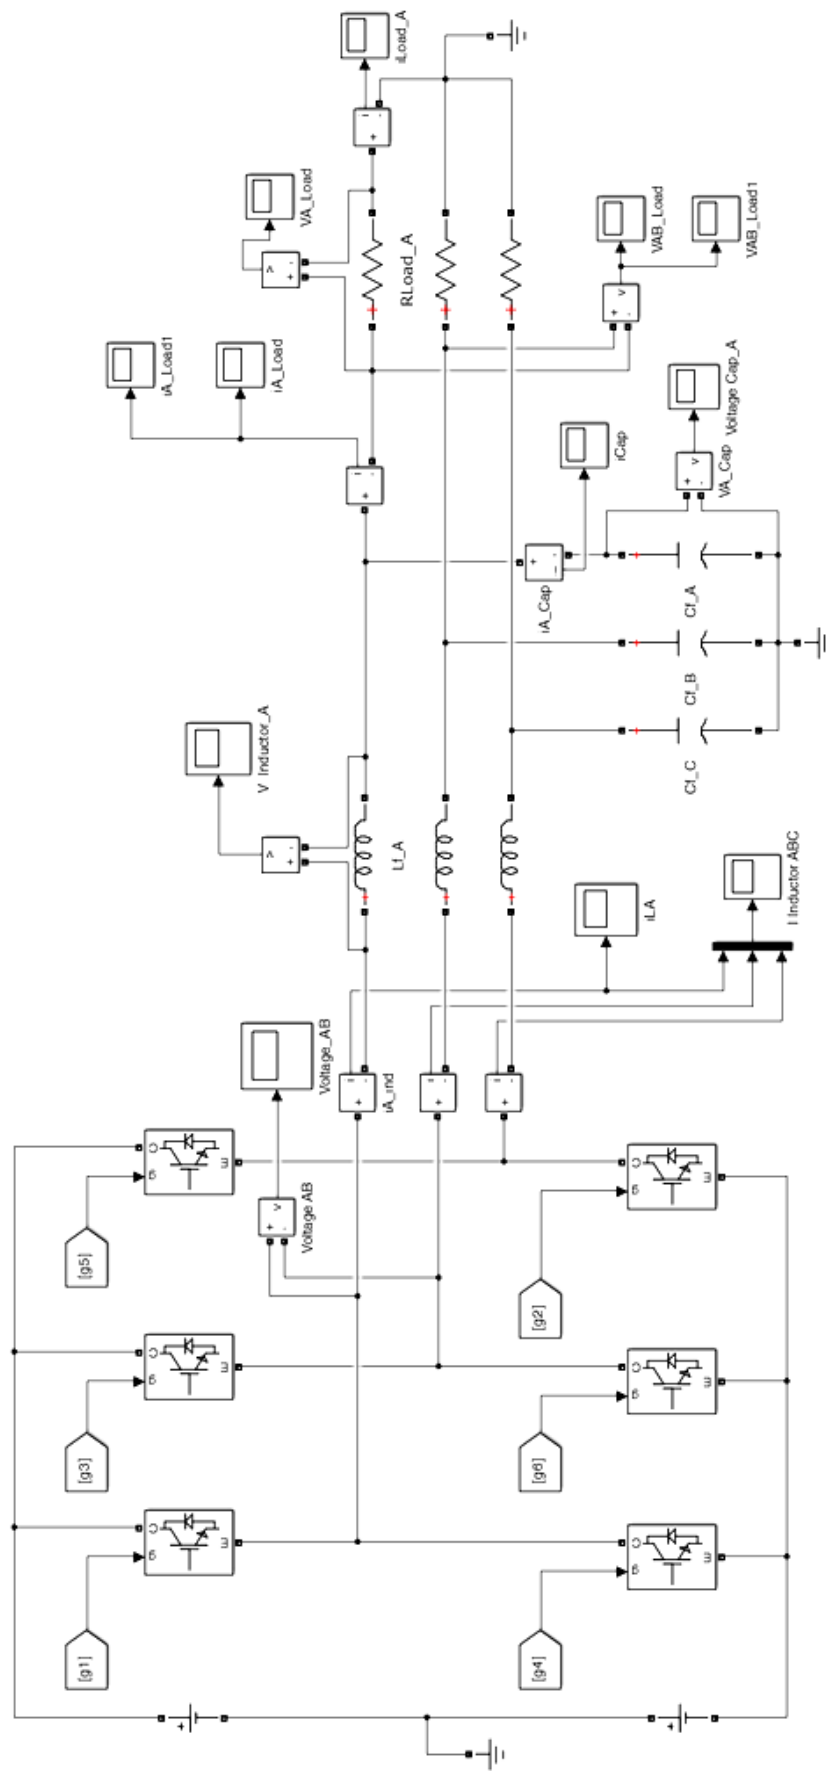 iLoad_A
VA_Load
RLoad_A
VAB_Load
VAB_Load1
iA_Load1
iA_Load
iCap
Voltage Cap_A
VA_Cap
iA_Cap
Cf_A
Cf_B
Cf_C
V Inductor_A
Lf_A
iLA
I Inductor ABC
Voltage_AB
iA_ind
Voltage AB
[g5]
[g2]
[g3]
[g6]
[g1]
[g4]